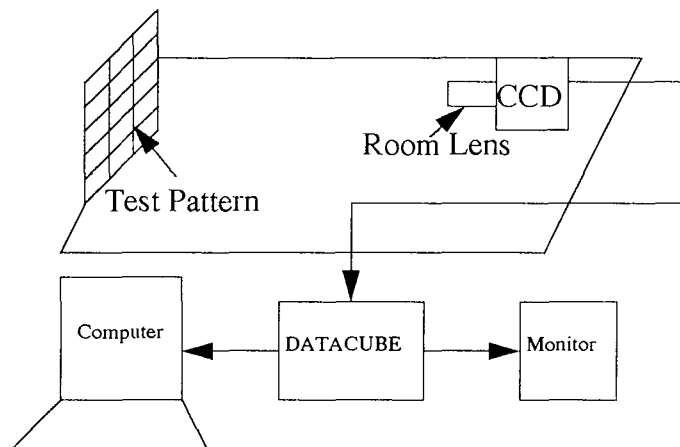 CCD
Room Lens
Test Pattern
Computer
DATACUBE
Monitor